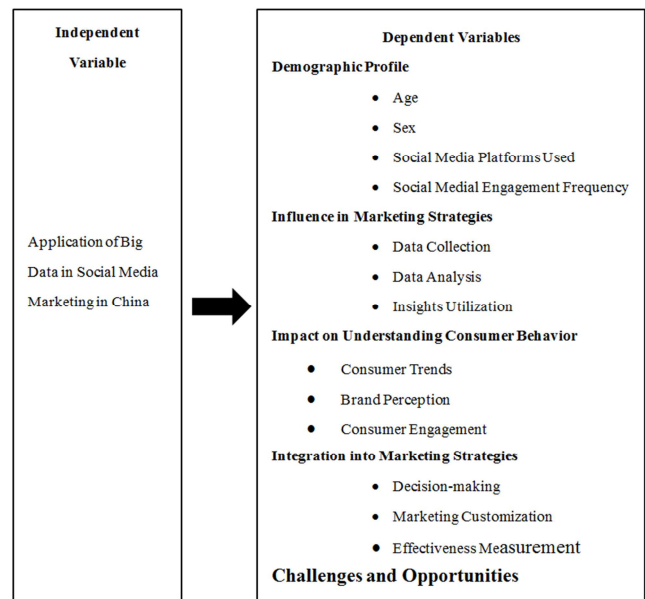 Independent
Variable
Application of Big
Data in Social Media
Marketing in China
Dependent Variables
Demographic Profile
• Age
• Sex
• Social Media Platforms Used
• Social Medial Engagement Frequency
Influence in Marketing Strategies
• Data Collection
• Data Analysis
• Insights Utilization
Impact on Understanding Consumer Behavior
• Consumer Trends
• Brand Perception
• Consumer Engagement
Integration into Marketing Strategies
• Decision-making
• Marketing Customization
• Effectiveness Measurement
Challenges and Opportunities